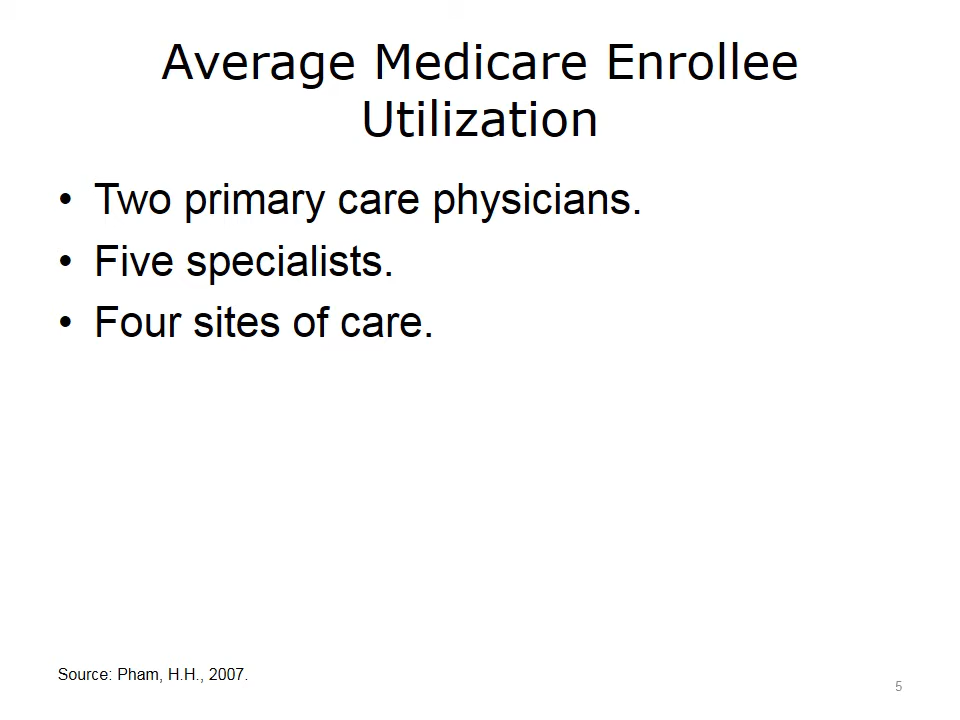 Average Medicare Enrollee
Utilization
• Two primary care physicians.
• Five specialists.
• Four sites of care.
Source: Pham, H.H., 2007.
5